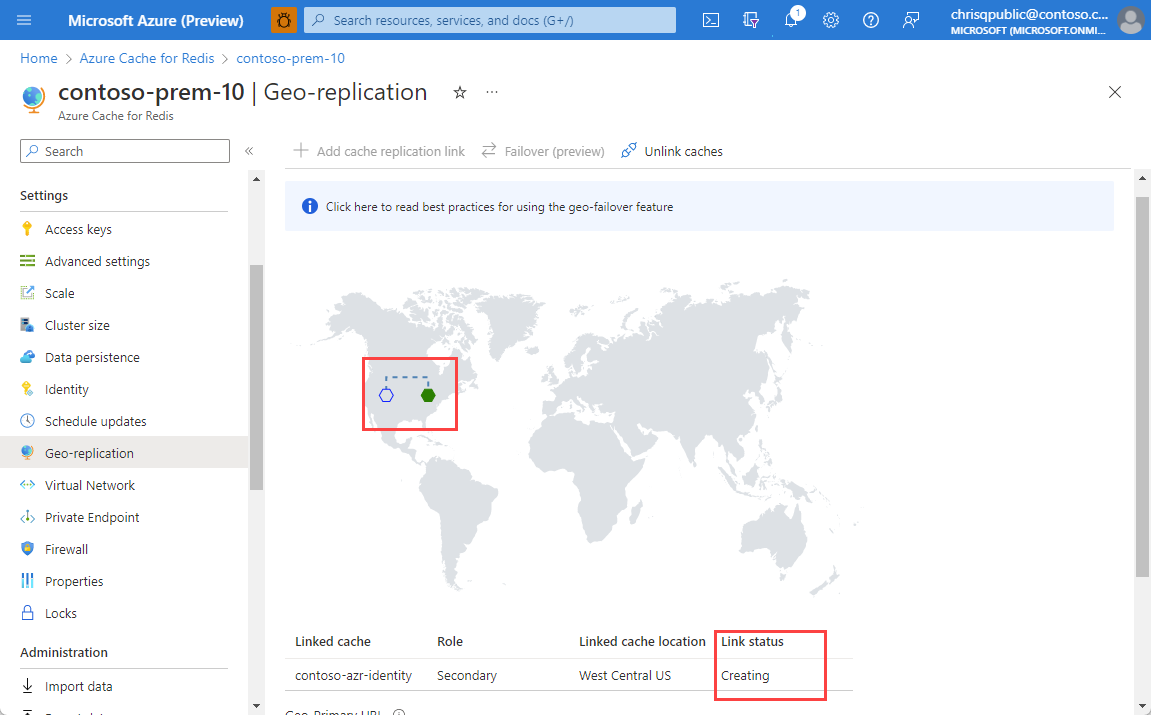 Microsoft Azure (Preview)
Search resources, services, and docs (G+/)
1
chrisqpublic@contoso.c...
MICROSOFT (MICROSOFT.ONMI...
Home > Azure Cache for Redis > contoso-prem-10
contoso-prem-10 | Geo-replication
Azure Cache for Redis
Search
Settings
Access keys
Advanced settings
Scale
Cluster size
Data persistence
Identity
Schedule updates
Geo-replication
Virtual Network
Private Endpoint
Firewall
Properties
Locks
Administration
Import data
Add cache replication link
Failover (preview)
Unlink caches
Click here to read best practices for using the geo-failover feature
Linked cache Role Linked cache location Link status
contoso-azr-identity Secondary West Central US Creating
Geo-Primary URL